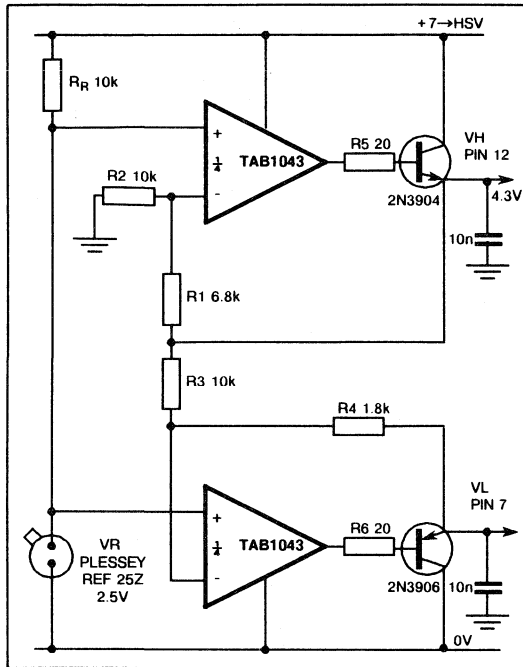 +7→HSV
R_R 10k
+
1/4
TAB1043
-
R5 20
VH
PIN 12
2N3904
4.3V
10n
R2 10k
R1 6.8k
R3 10k
R4 1.8k
+
1/4
TAB1043
-
R6 20
VL
PIN 7
2N3906
10n
VR
PLESSEY
REF 25Z
2.5V
0V